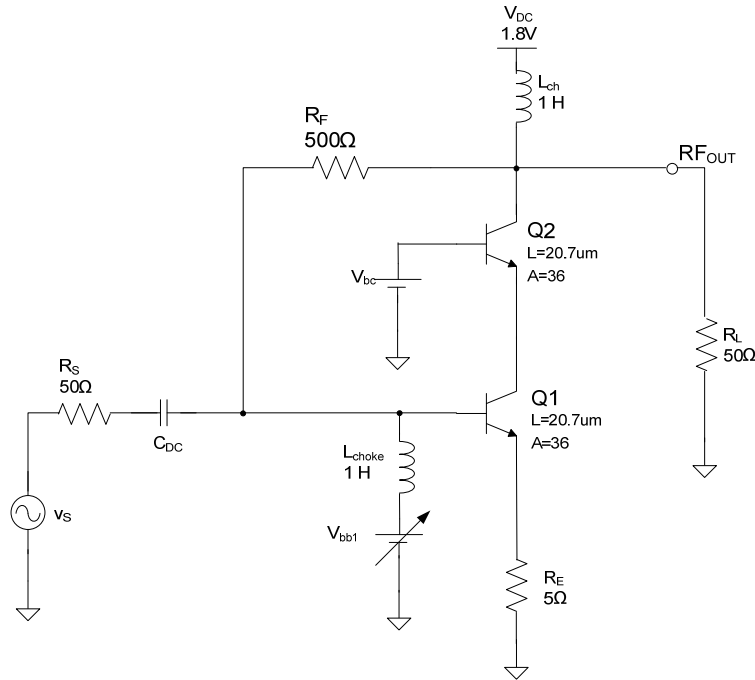 V_DC
1.8V
L_ch
1 H
R_F
500Ω
RF_OUT
Q2
L=20.7um
A=36
V_bc
R_L
50Ω
R_S
50Ω
C_DC
Q1
L=20.7um
A=36
L_choke
1 H
v_S
V_bb1
R_E
5Ω